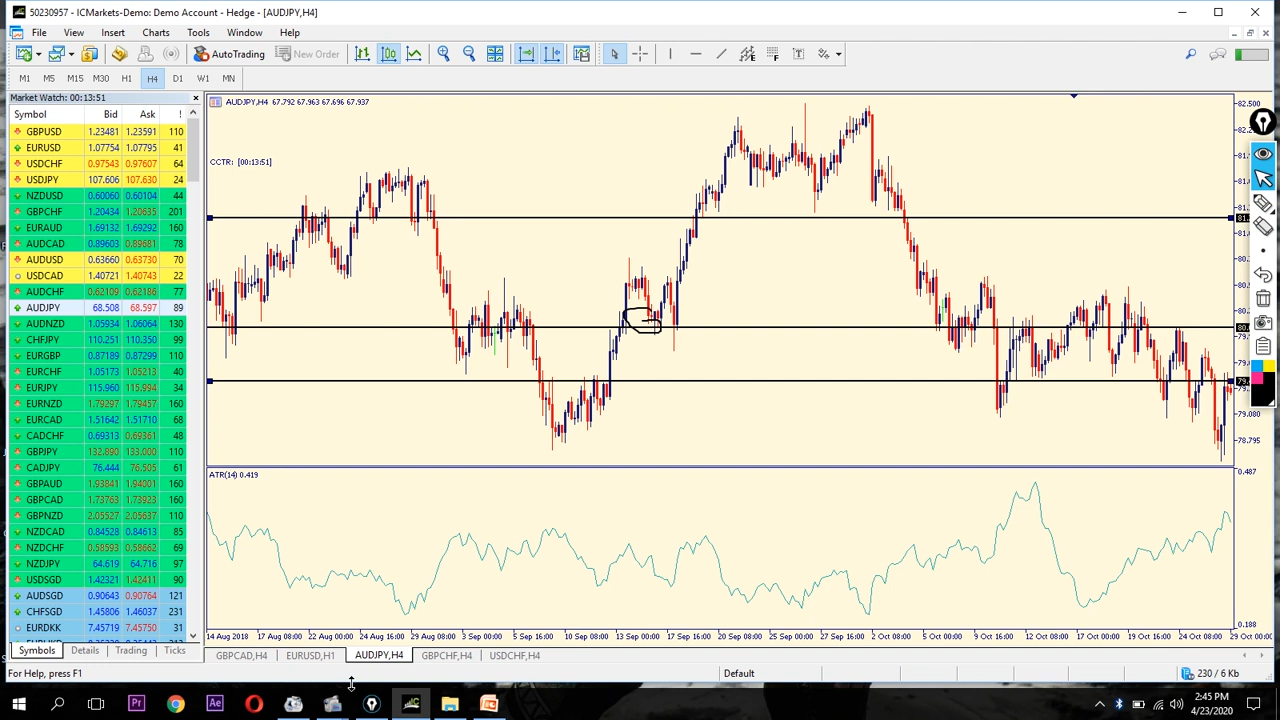 50230957 - ICMarkets-Demo: Demo Account - Hedge - [AUDJPY,H4]
File View Insert Charts Tools Window Help
AutoTrading New Order
M1 M5 M15 M30 H1 H4 D1 W1 MN
Market Watch: 00:13:51
Symbol Bid Ask !
GBPUSD 1.23481 1.23591 110
EURUSD 1.07754 1.07795 41
USDCHF 0.97543 0.97607 64
USDJPY 107.606 107.630 24
NZDUSD 0.60060 0.60104 44
GBPCHF 1.20434 1.20635 201
EURAUD 1.69132 1.69292 160
AUDCAD 0.89603 0.89681 78
AUDUSD 0.63660 0.63730 70
USDCAD 1.40721 1.40743 22
AUDCHF 0.62109 0.62186 77
AUDJPY 68.508 68.597 89
AUDNZD 1.05934 1.06064 130
CHFJPY 110.251 110.350 99
EURGBP 0.87189 0.87299 110
EURCHF 1.05173 1.05213 40
EURJPY 115.960 115.994 34
EURNZD 1.79297 1.79457 160
EURCAD 1.51642 1.51710 68
CADCHF 0.69313 0.69361 48
GBPJPY 132.890 133.000 110
CADJPY 76.444 76.505 61
GBPAUD 1.93841 1.94001 160
GBPCAD 1.73763 1.73923 160
GBPNZD 2.05527 2.05637 110
NZDCAD 0.84528 0.84613 85
NZDCHF 0.58593 0.58662 69
NZDJPY 64.619 64.716 97
USDSGD 1.42321 1.42411 90
AUDSGD 0.90643 0.90764 121
CHFSGD 1.45806 1.46037 231
EURDKK 7.45719 7.45750 31
Symbols Details Trading Ticks
AUDJPY,H4 67.792 67.963 67.696 67.937
CCTR: [00:13:51]
82.500
79.080
78.795
ATR(14) 0.419
0.487
0.188
14 Aug 2018 17 Aug 08:00 22 Aug 00:00 24 Aug 16:00 29 Aug 08:00 3 Sep 00:00 5 Sep 16:00 10 Sep 08:00 13 Sep 00:00 17 Sep 16:00 20 Sep 08:00 25 Sep 00:00 27 Sep 16:00 2 Oct 08:00 5 Oct 00:00 9 Oct 16:00 12 Oct 08:00 17 Oct 00:00 19 Oct 16:00 24 Oct 08:00 29 Oct 00:00
GBPCAD,H4 EURUSD,H1 AUDJPY,H4 GBPCHF,H4 USDCHF,H4
For Help, press F1 Default 230 / 6 Kb
Pr Ae
2:45 PM
4/23/2020